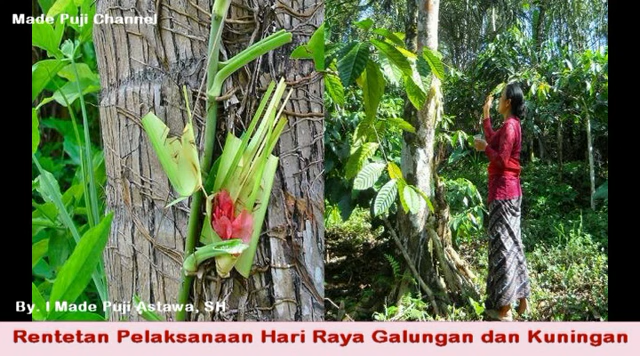 Made Puji Channel
By. I Made Puji Astawa, SH
Rentetan Pelaksanaan Hari Raya Galungan dan Kuningan